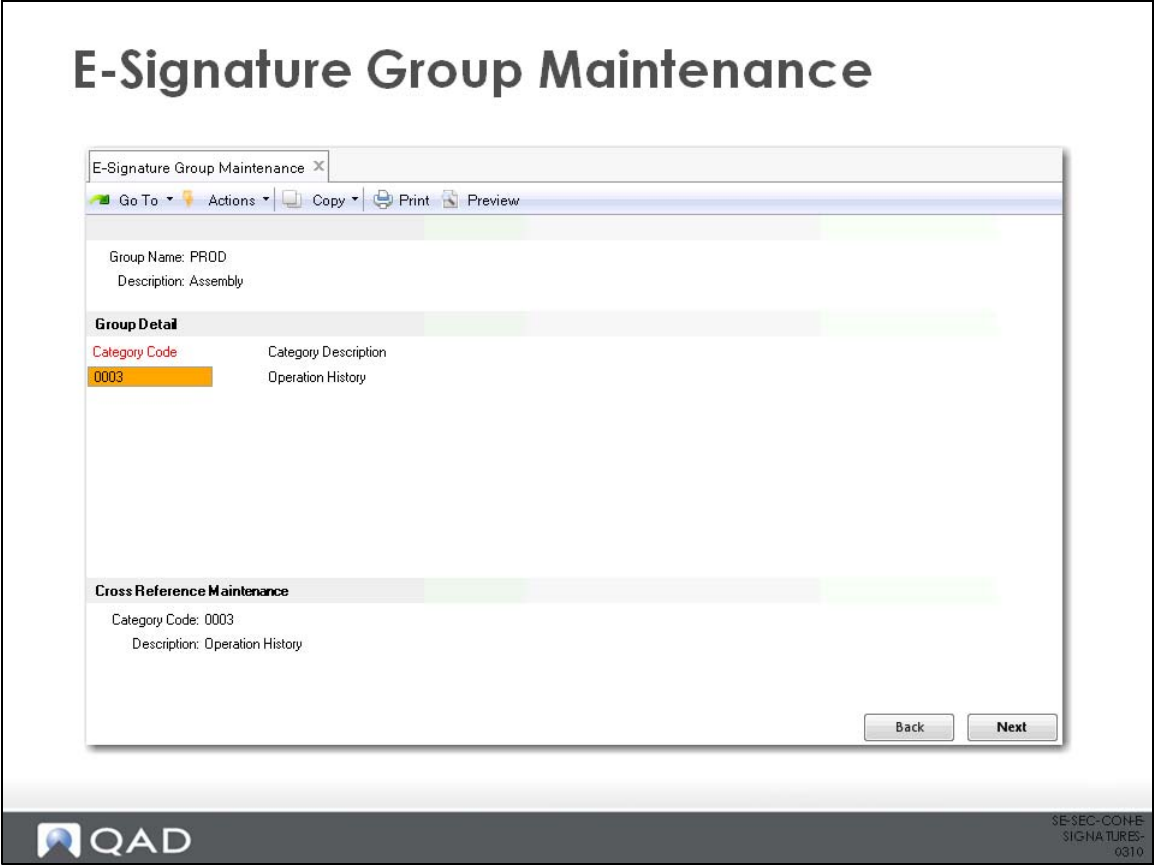 E-Signature Group Maintenance
E-Signature Group Maintenance
Go To Actions Copy Print Preview
Group Name: PROD
Description: Assembly
Group Detail
Category Code Category Description
0003 Operation History
Cross Reference Maintenance
Category Code: 0003
Description: Operation History
Back Next
QAD
SE-SEC-CON-E-
SIGNATURES-
0310